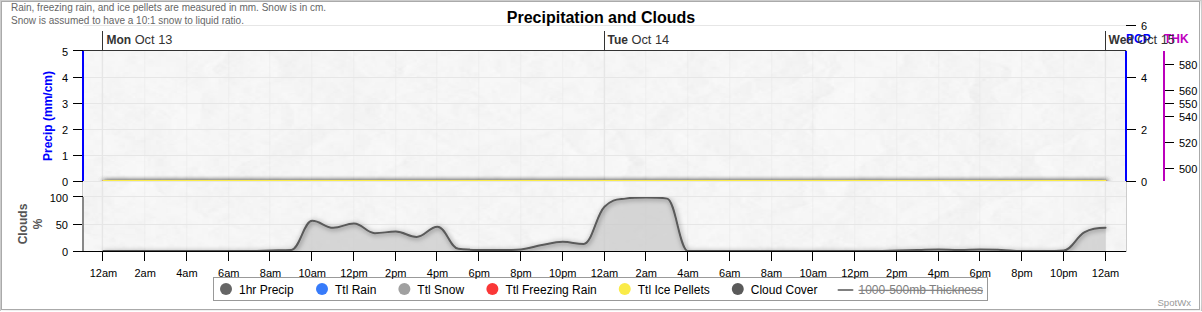 Rain, freezing rain, and ice pellets are measured in mm. Snow is in cm.
Snow is assumed to have a 10:1 snow to liquid ratio.
Precipitation and Clouds
Mon Oct 13
Tue Oct 14
Wed Oct 15
PCP
THK
Precip (mm/cm)
5
4
3
2
1
0
6
4
2
0
580
560
550
540
520
500
Clouds
%
100
50
0
12am 2am 4am 6am 8am 10am 12pm 2pm 4pm 6pm 8pm 10pm 12am 2am 4am 6am 8am 10am 12pm 2pm 4pm 6pm 8pm 10pm 12am
1hr Precip Ttl Rain Ttl Snow Ttl Freezing Rain Ttl Ice Pellets Cloud Cover 1000-500mb Thickness
SpotWx